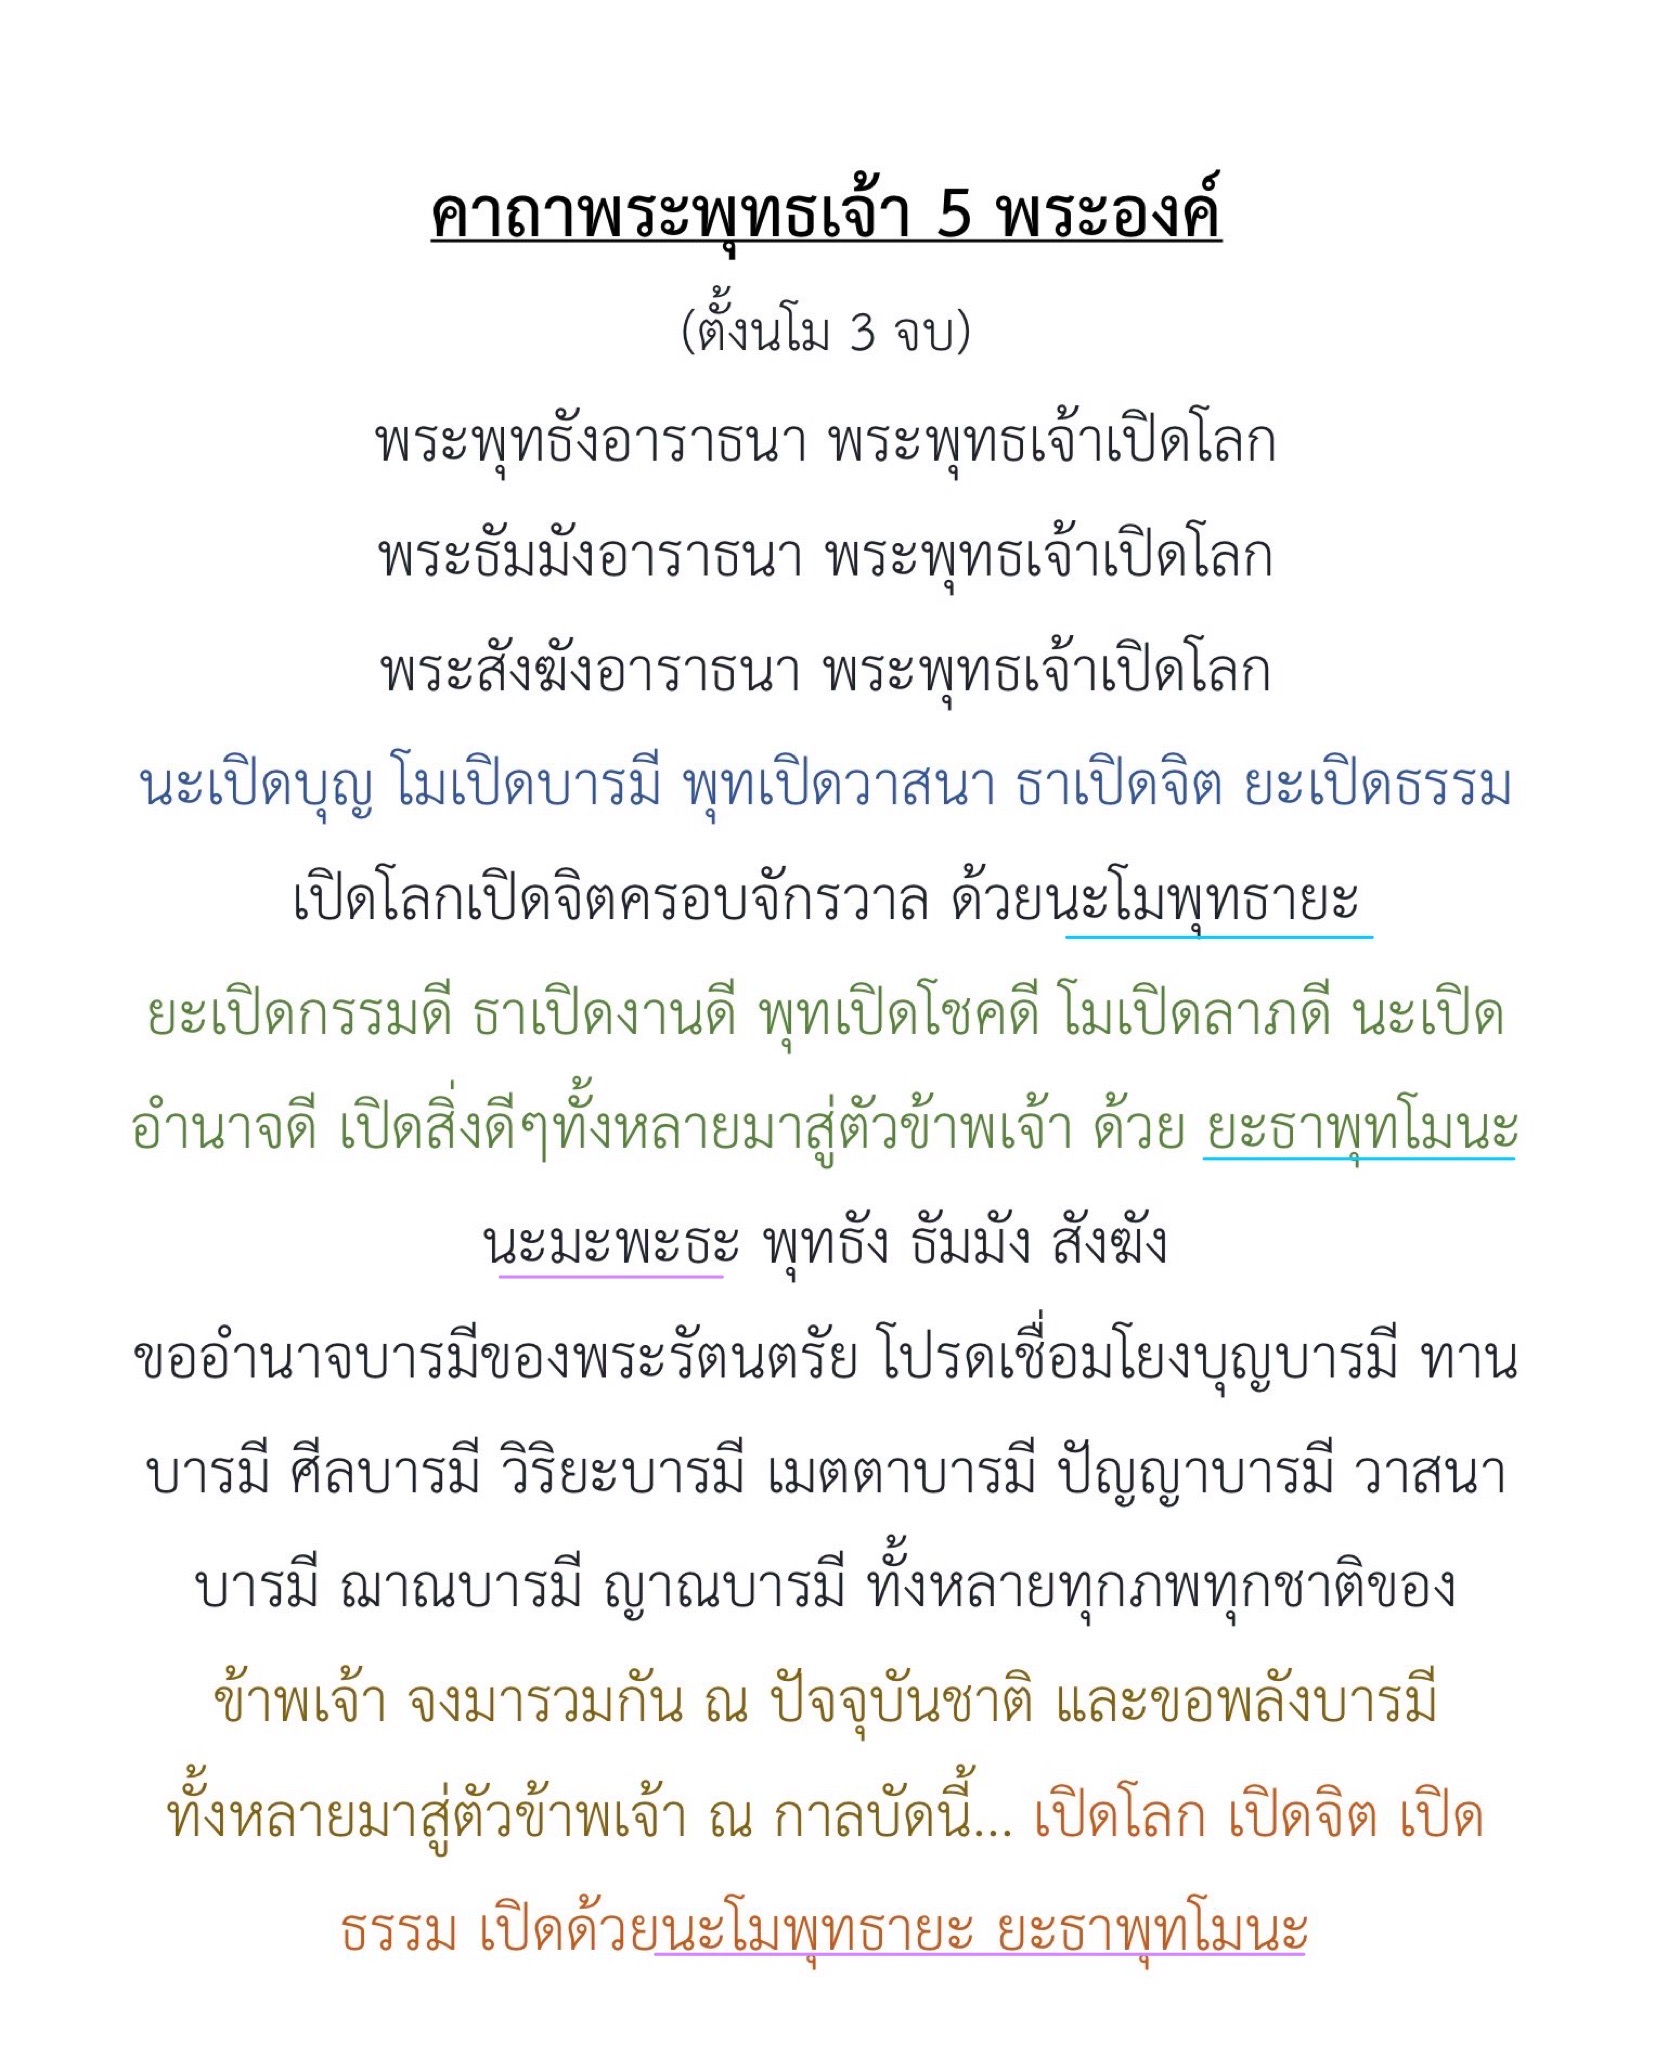 คาถาพระพุทธเจ้า 5 พระองค์
(ตั้งนโม 3 จบ)
พระพุทธังอาราธนา พระพุทธเจ้าเปิดโลก
พระธัมมังอาราธนา พระพุทธเจ้าเปิดโลก
พระสังฆังอาราธนา พระพุทธเจ้าเปิดโลก
นะเปิดบุญ โมเปิดบารมี พุทเปิดวาสนา ธาเปิดจิต ยะเปิดธรรม
เปิดโลกเปิดจิตครอบจักรวาล ด้วยนะโมพุทธายะ
ยะเปิดกรรมดี ธาเปิดงานดี พุทเปิดโชคดี โมเปิดลาภดี นะเปิด
อำนาจดี เปิดสิ่งดีๆทั้งหลายมาสู่ตัวข้าพเจ้า ด้วย ยะธาพุทโมนะ
นะมะพะธะ พุทธัง ธัมมัง สังฆัง
ขออำนาจบารมีของพระรัตนตรัย โปรดเชื่อมโยงบุญบารมี ทาน
บารมี ศีลบารมี วิริยะบารมี เมตตาบารมี ปัญญาบารมี วาสนา
บารมี ฌาณบารมี ญาณบารมี ทั้งหลายทุกภพทุกชาติของ
ข้าพเจ้า จงมารวมกัน ณ ปัจจุบันชาติ และขอพลังบารมี
ทั้งหลายมาสู่ตัวข้าพเจ้า ณ กาลบัดนี้... เปิดโลก เปิดจิต เปิด
ธรรม เปิดด้วยนะโมพุทธายะ ยะธาพุทโมนะ